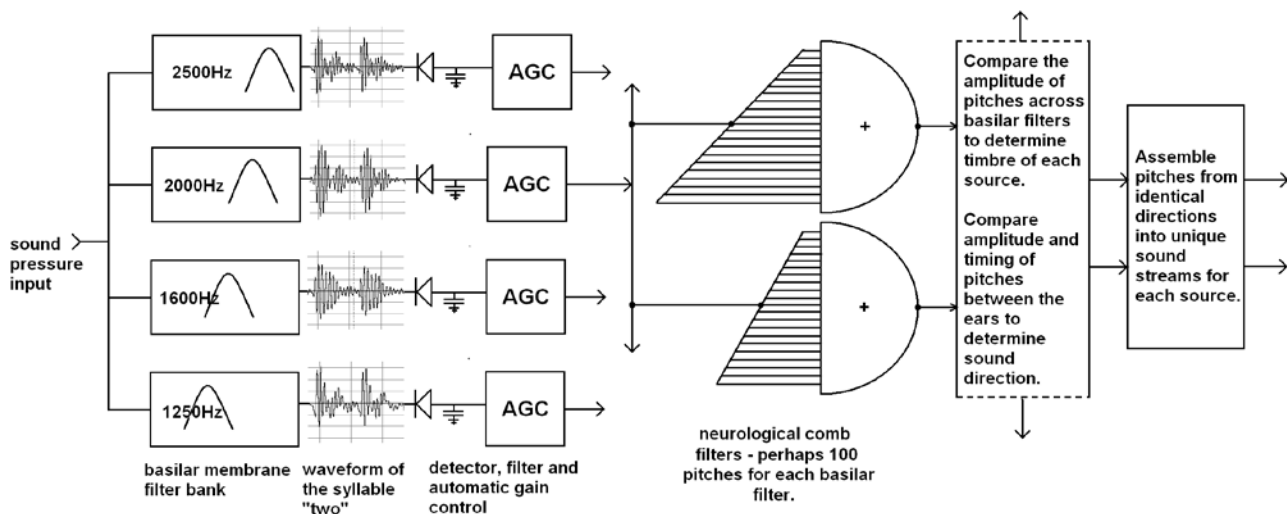 sound
pressure
input
2500Hz
2000Hz
1600Hz
1250Hz
basilar membrane
filter bank
waveform of
the syllable
"two"
AGC
AGC
AGC
AGC
detector, filter and
automatic gain
control
+
+
neurological comb
filters - perhaps 100
pitches for each basilar
filter.
Compare the
amplitude of
pitches across
basilar filters
to determine
timbre of each
source.
Compare
amplitude and
timing of
pitches
between the
ears to
determine
sound
direction.
Assemble
pitches from
identical
directions
into unique
sound
streams for
each source.